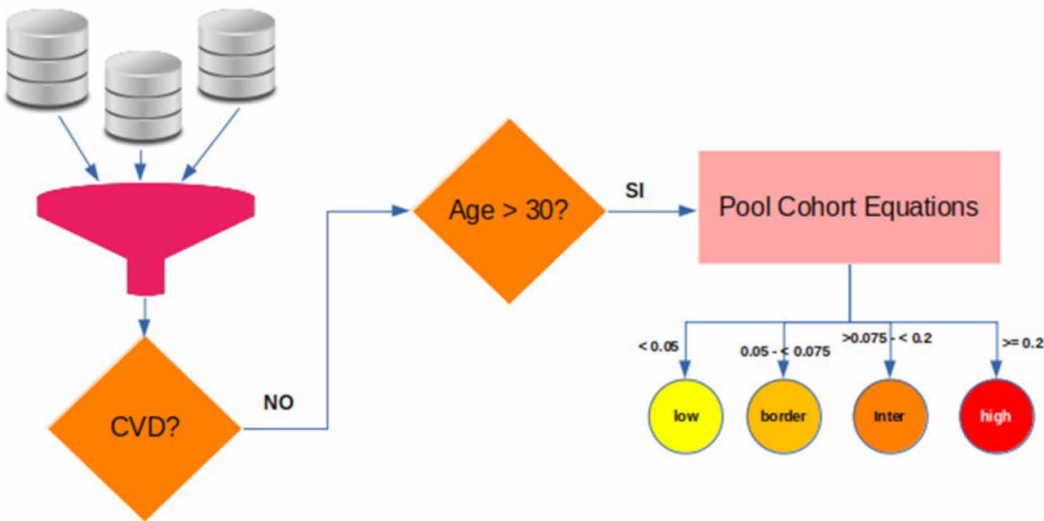 Age > 30?
SI
Pool Cohort Equations
CVD?
NO
< 0.05
0.05 - < 0.075
>0.075 - < 0.2
>= 0.2
low
border
Inter
high